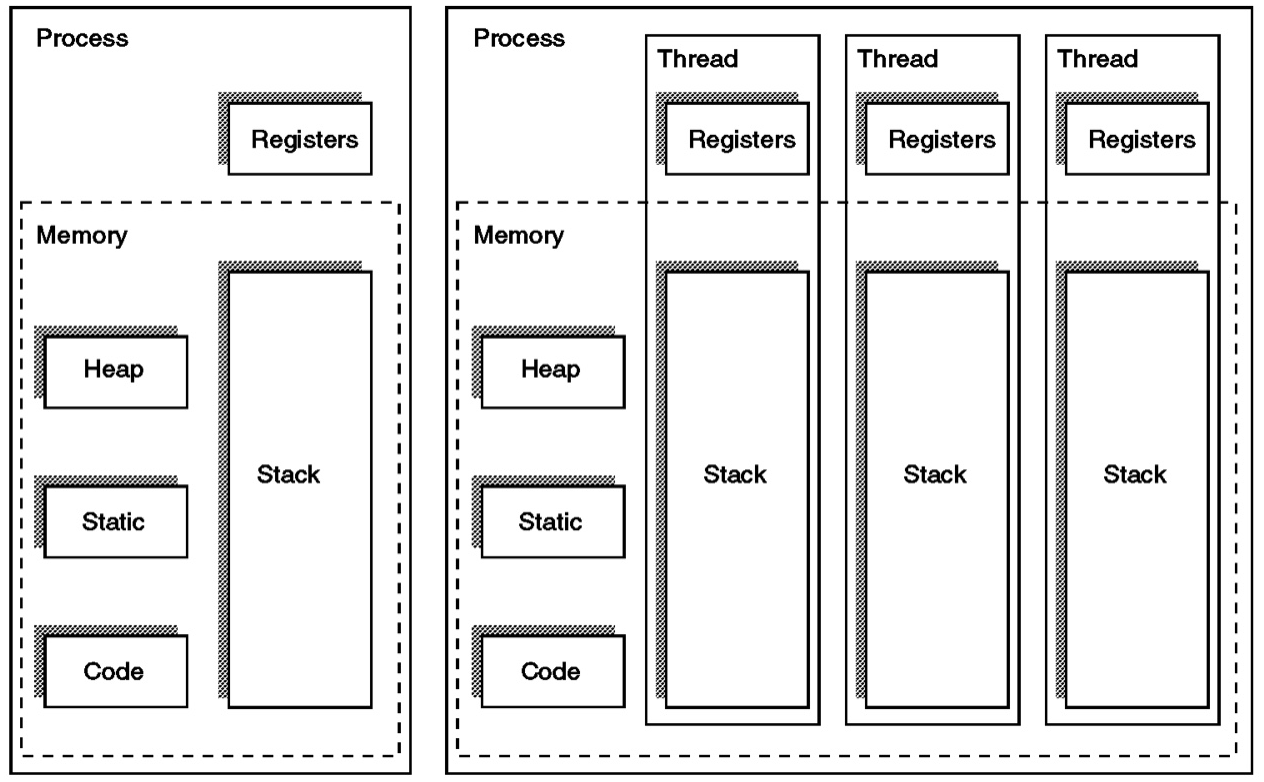 Process
Registers
Memory
Heap
Stack
Static
Code
Process
Thread
Thread
Thread
Registers
Registers
Registers
Memory
Heap
Stack
Stack
Stack
Static
Code